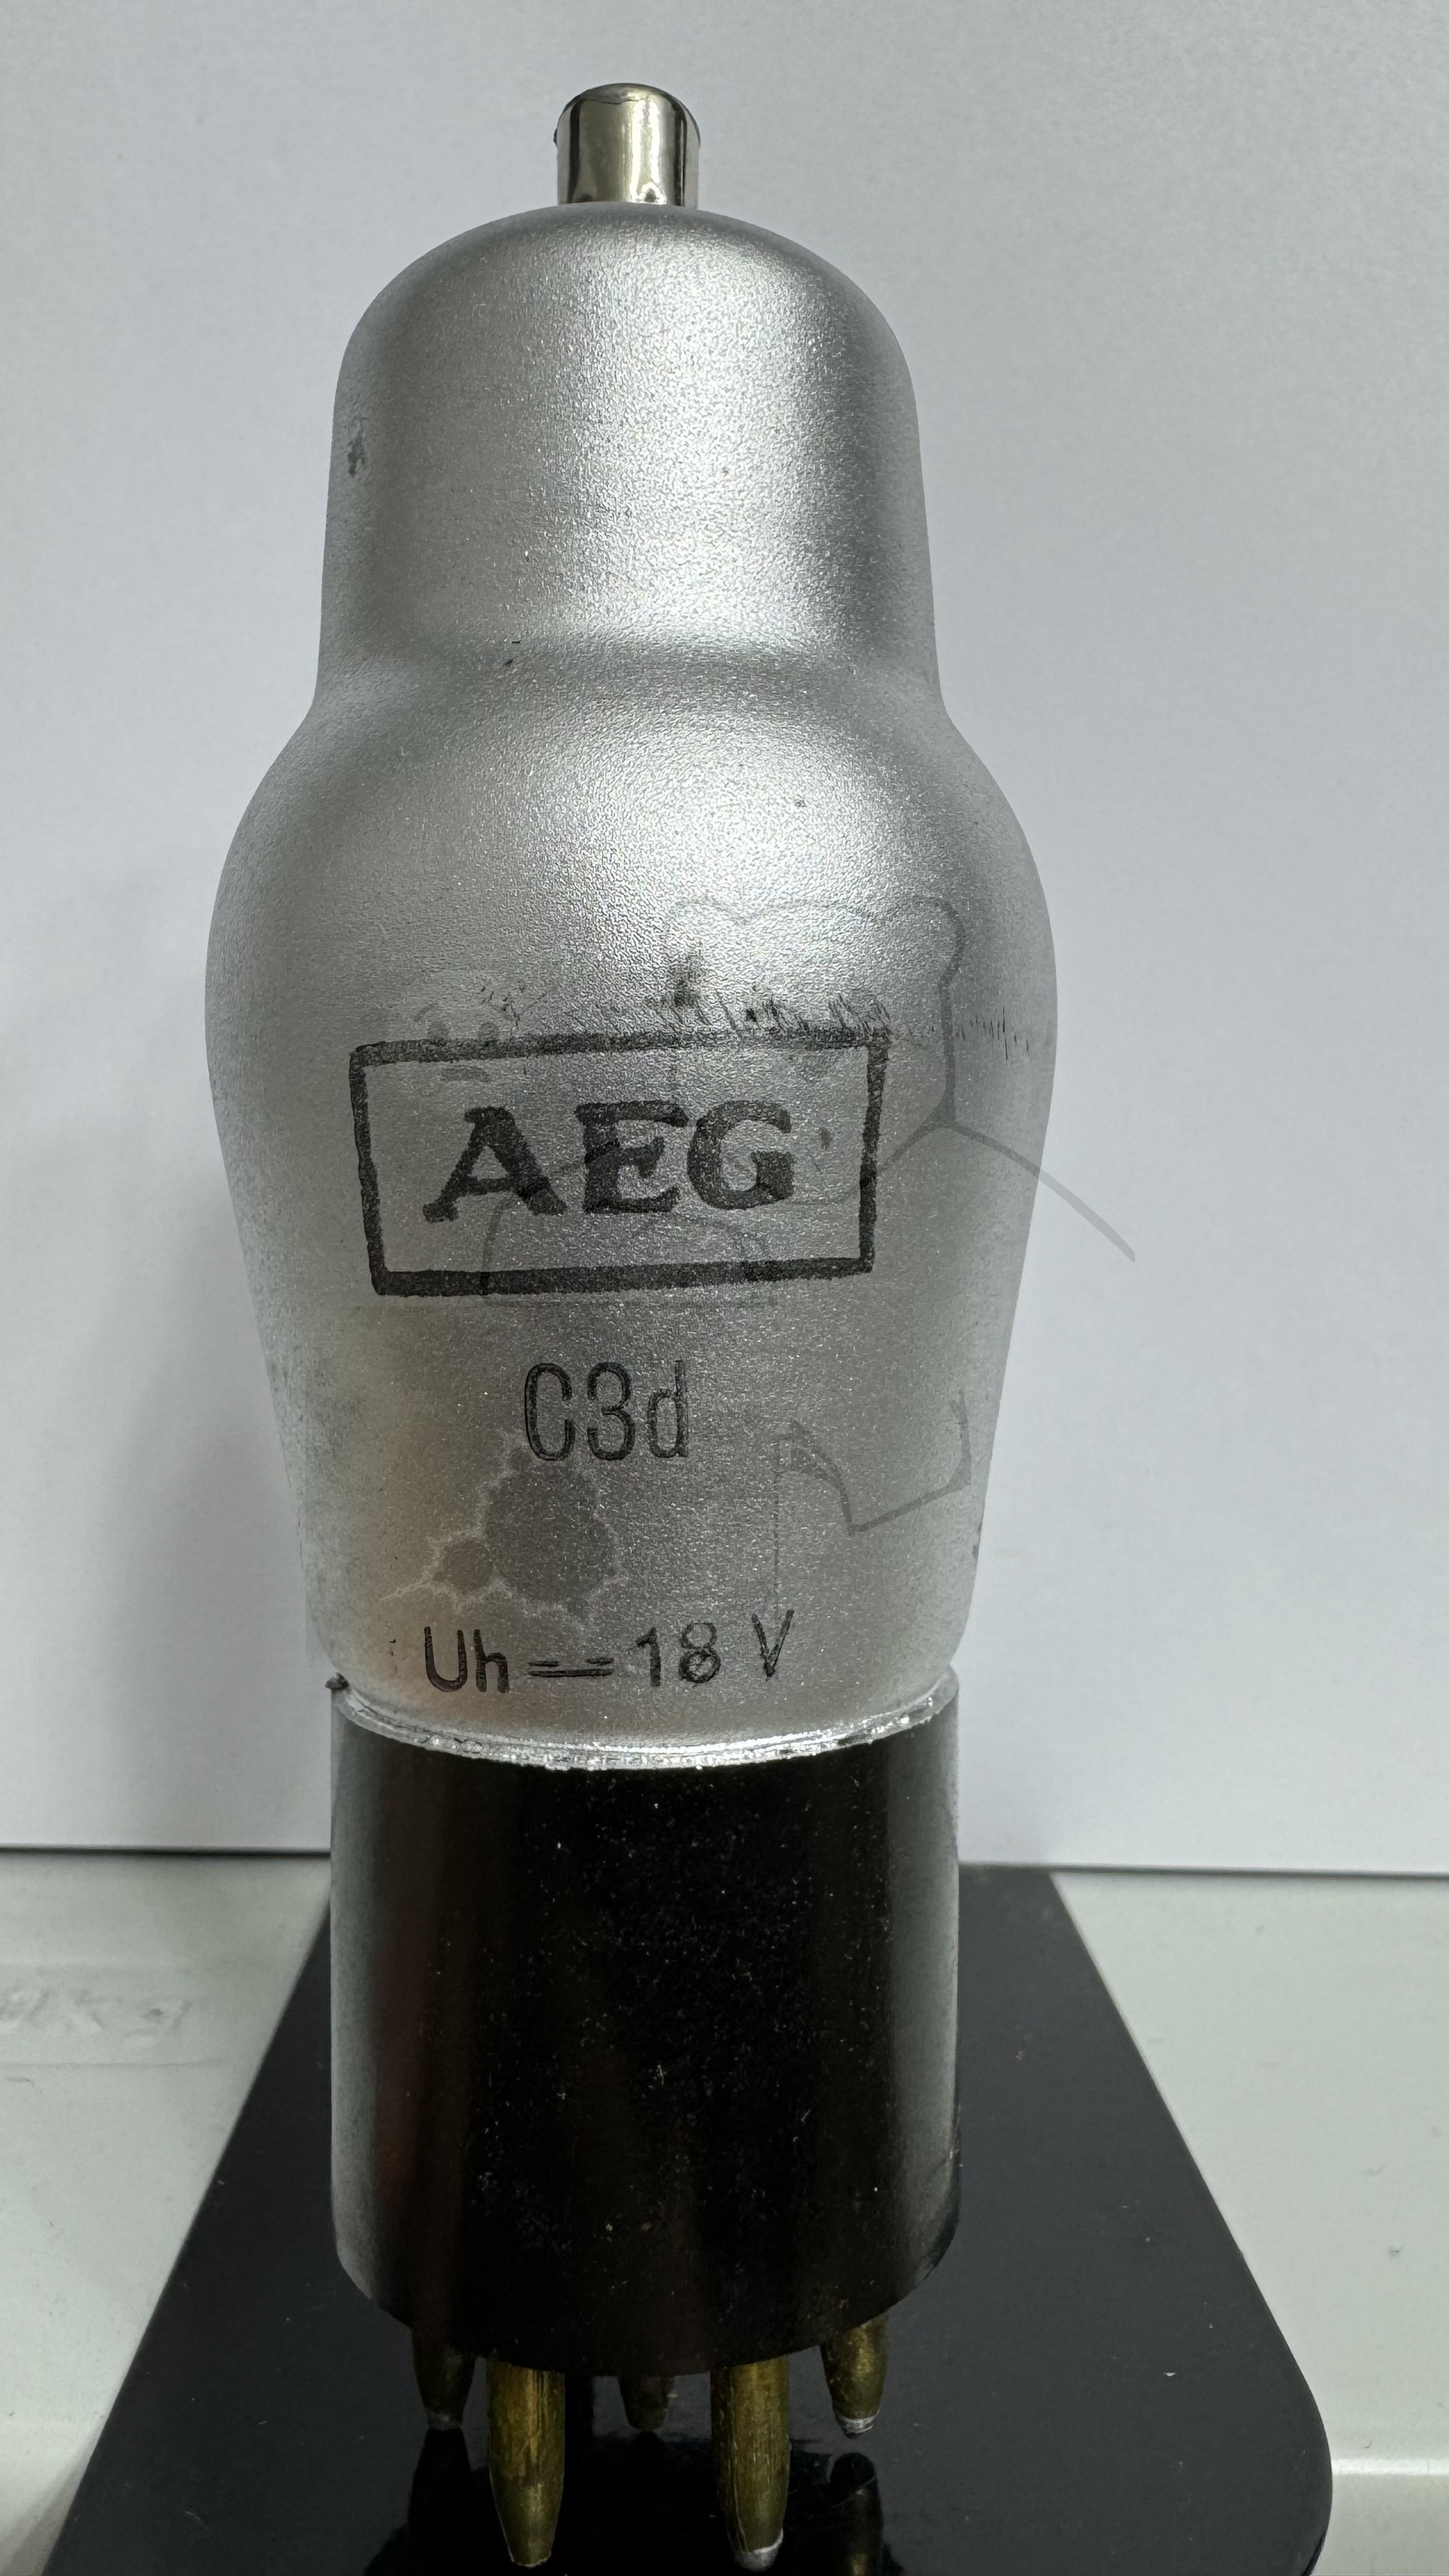 AEG
C3d
Uh = 18 V